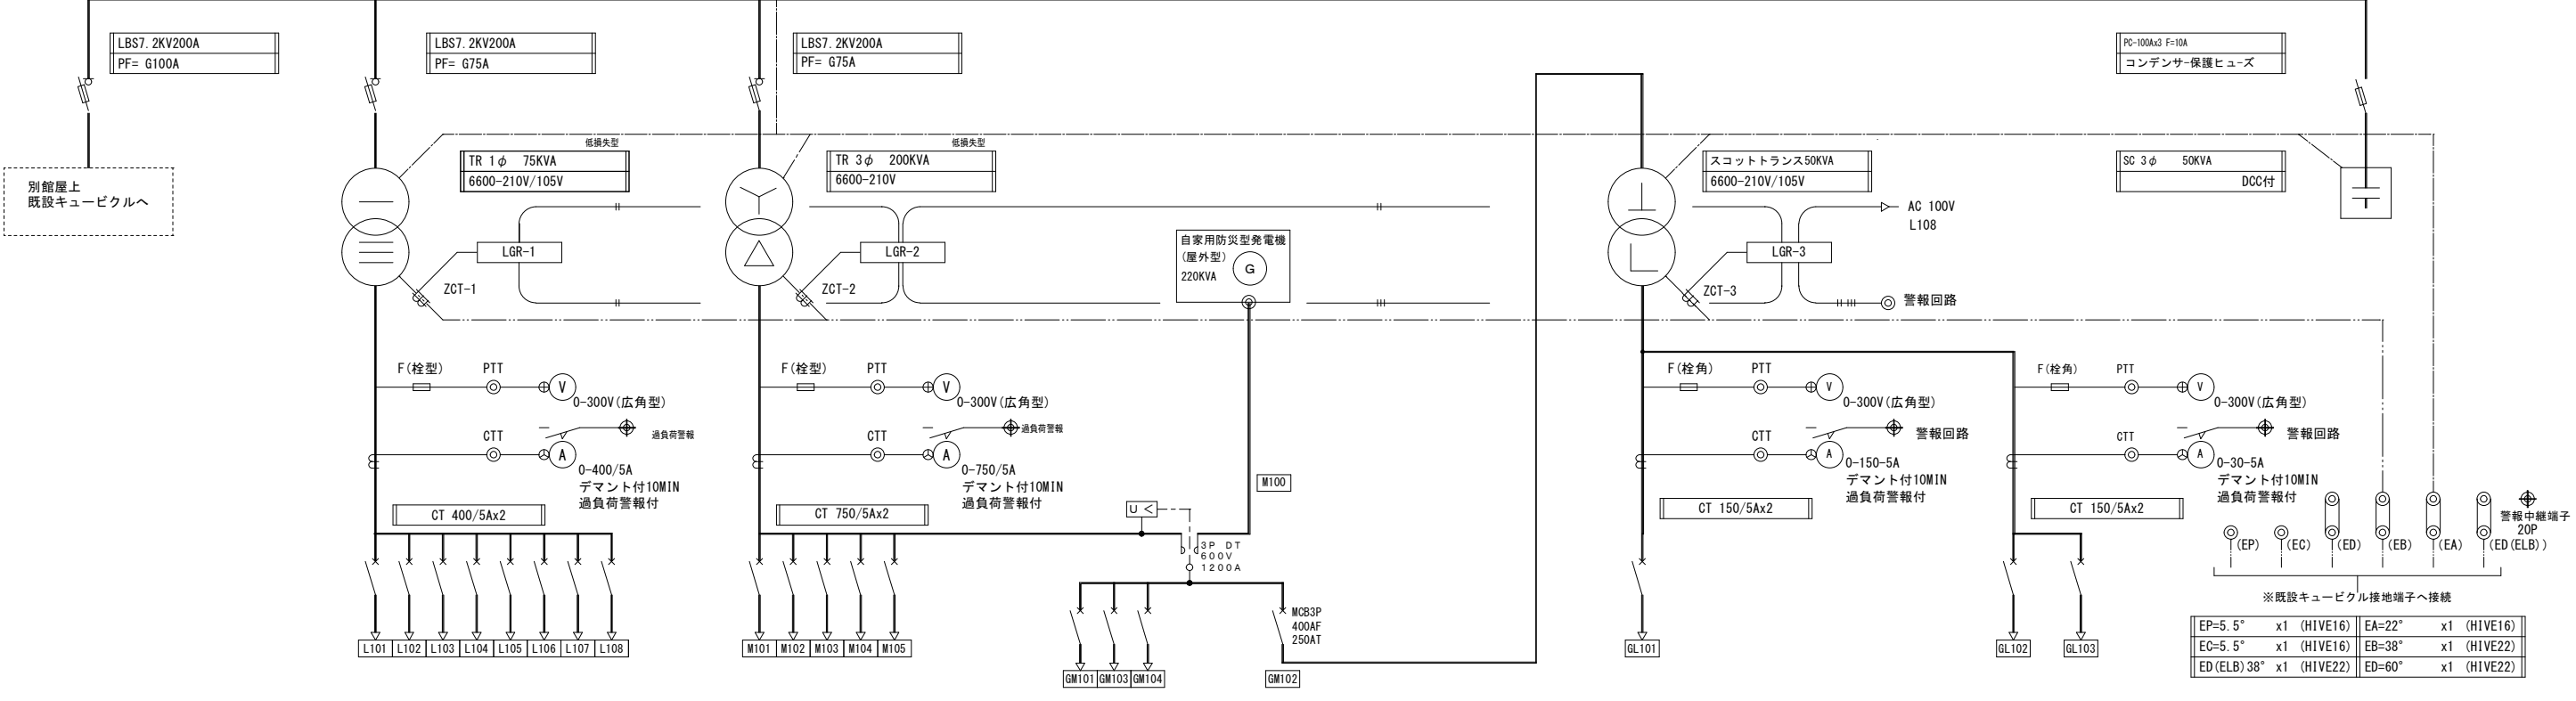 LBS7.2KV200A
PF= G100A
LBS7.2KV200A
PF= G75A
LBS7.2KV200A
PF= G75A
PC-100Ax3 F=10A
コンデンサ-保護ヒュ-ズ
別館屋上
既設キュービクルへ
低損失型
TR 1φ 75KVA
6600-210V/105V
低損失型
TR 3φ 200KVA
6600-210V
スコットトランス50KVA
6600-210V/105V
SC 3φ 50KVA
DCC付
LGR-1
ZCT-1
LGR-2
ZCT-2
自家用防災型発電機
(屋外型)
220KVA
G
LGR-3
ZCT-3
AC 100V
L108
警報回路
F(栓型)
PTT
V
0-300V(広角型)
過負荷警報
CTT
A
0-400/5A
デマント付10MIN
過負荷警報付
CT 400/5Ax2
F(栓型)
PTT
V
0-300V(広角型)
過負荷警報
CTT
A
0-750/5A
デマント付10MIN
過負荷警報付
CT 750/5Ax2
M100
U <
3P DT
600V
1200A
MCB3P
400AF
250AT
F(栓角)
PTT
V
0-300V(広角型)
警報回路
CTT
A
0-150-5A
デマント付10MIN
過負荷警報付
CT 150/5Ax2
F(栓角)
PTT
V
0-300V(広角型)
警報回路
CTT
A
0-30-5A
デマント付10MIN
過負荷警報付
CT 150/5Ax2
警報中継端子
20P
(EP)
(EC)
(ED)
(EB)
(EA)
(ED(ELB))
※既設キュービクル接地端子へ接続
EP=5.5° x1 (HIVE16) EA=22° x1 (HIVE16)
EC=5.5° x1 (HIVE16) EB=38° x1 (HIVE22)
ED(ELB)38° x1 (HIVE22) ED=60° x1 (HIVE22)
L101 L102 L103 L104 L105 L106 L107 L108
M101 M102 M103 M104 M105
GM101 GM103 GM104
GM102
GL101
GL102
GL103